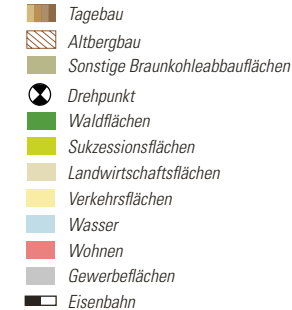 Tagebau
Altbergbau
Sonstige Braunkohleabbauflächen
Drehpunkt
Waldflächen
Sukzessionsflächen
Landwirtschaftsflächen
Verkehrsflächen
Wasser
Wohnen
Gewerbeflächen
Eisenbahn